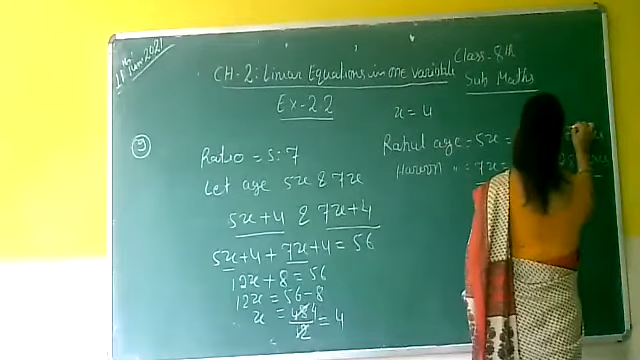 11 Jun 2021
CH-2: Linear Equations in one variable
Class-8th
Sub Maths
Ex-2.2
9
Ratio = 5:7
Let age 5x & 7x
5x+4 & 7x+4
5x+4+7x+4 = 56
12x+8 = 56
12x = 56-8
x = 48/12 = 4
x = 4
Rahul age = 5x =
Haroon " = 7x =